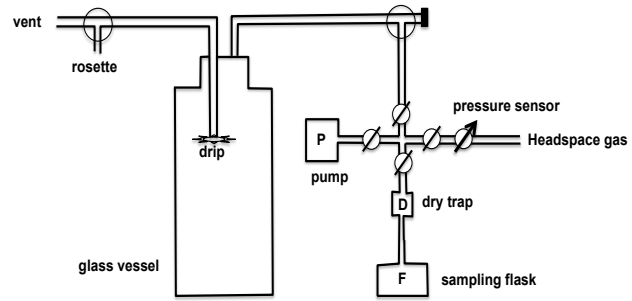 vent
rosette
drip
glass vessel
P
pump
pressure sensor
Headspace gas
D
dry trap
F
sampling flask